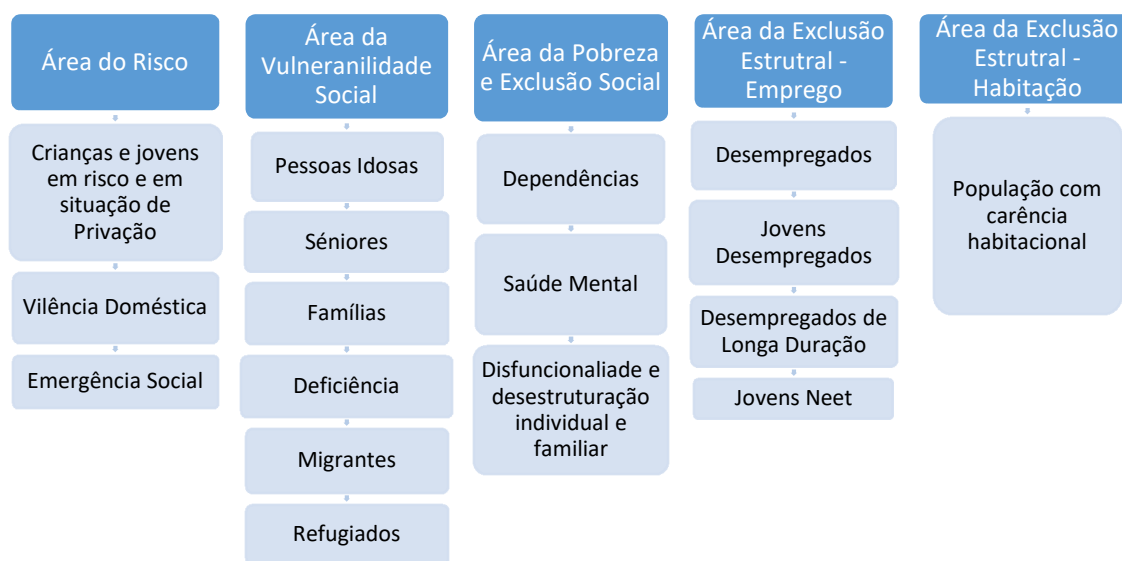 Área do Risco
Crianças e jovens
em risco e em
situação de
Privação
Vilência Doméstica
Emergência Social
Área da
Vulneranilidade
Social
Pessoas Idosas
Séniores
Famílias
Deficiência
Migrantes
Refugiados
Área da Pobreza
e Exclusão Social
Dependências
Saúde Mental
Disfuncionaliade e
desestruturação
individual e
familiar
Área da Exclusão
Estrutral -
Emprego
Desempregados
Jovens
Desempregados
Desempregados de
Longa Duração
Jovens Neet
Área da Exclusão
Estrutral -
Habitação
População com
carência
habitacional